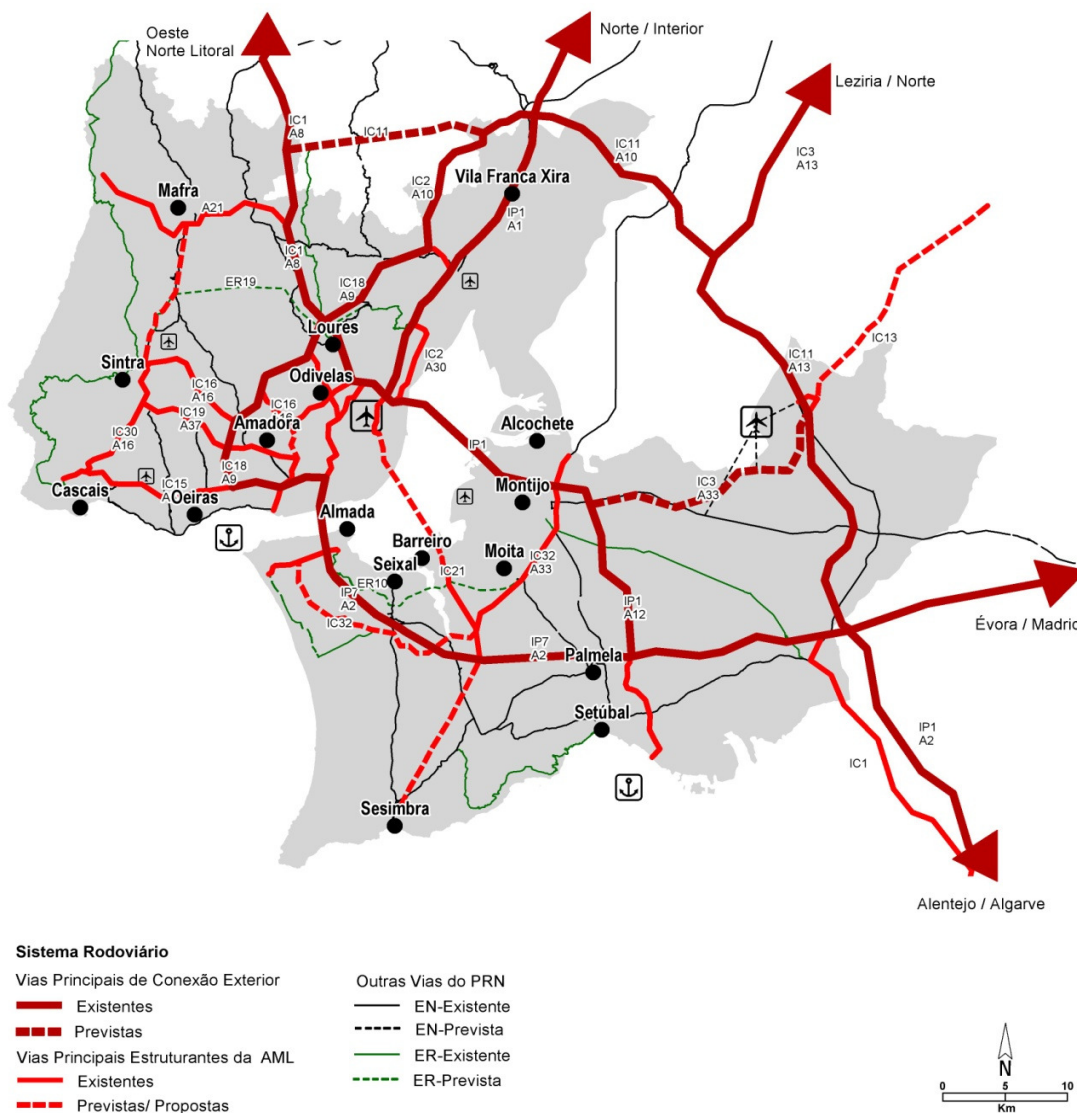 Oeste
Norte Litoral
Norte / Interior
Leziria / Norte
IC1
A8
IC11
IC11
A10
IC3
A13
IC2
A10
Vila Franca Xira
Mafra
A21
IP1
A1
IC1
A8
ER19
IC18
A9
IC13
Loures
IC2
A30
Sintra
IC11
A13
Odivelas
IC16
A16
IC16
IC19
A37
Amadora
Alcochete
IC30
A16
IP1
IC18
A9
IC3
A33
Cascais
IC15
Oeiras
Montijo
Almada
Barreiro
Seixal
Moita
IC32
A33
ER10
IC21
IP7
A2
IC32
IP1
A12
Évora / Madrid
IP7
A2
Palmela
Setúbal
IP1
A2
IC1
Sesimbra
Alentejo / Algarve
Sistema Rodoviário
Vias Principais de Conexão Exterior
Existentes
Previstas
Vias Principais Estruturantes da AML
Existentes
Previstas/ Propostas
Outras Vias do PRN
EN-Existente
EN-Prevista
ER-Existente
ER-Prevista
N
0 5 10
Km